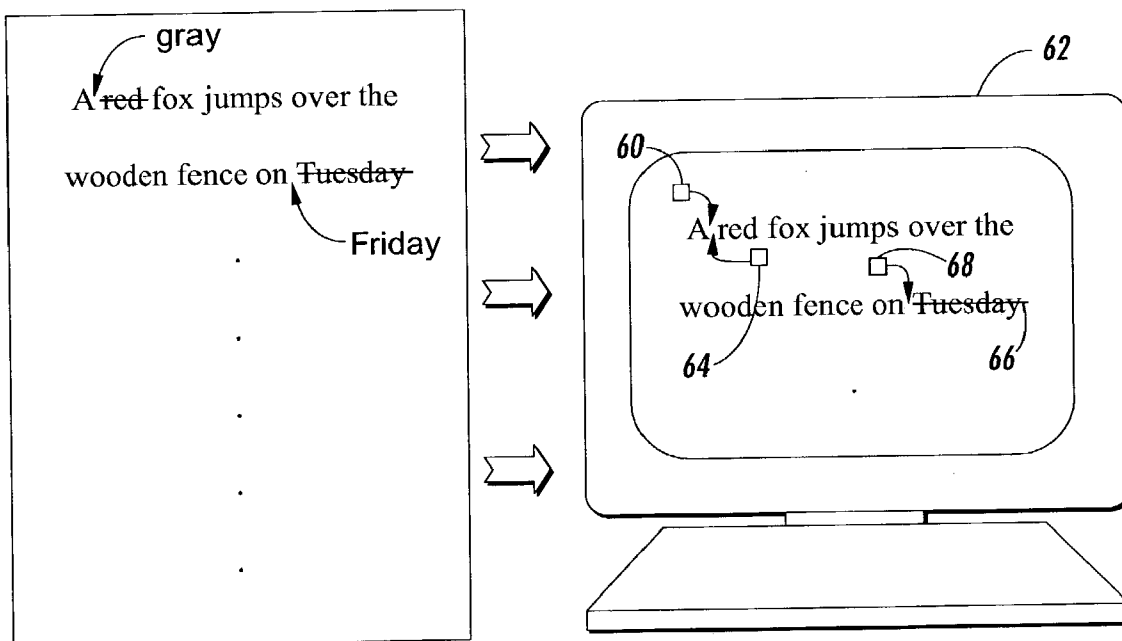 gray
A red fox jumps over the
wooden fence on Tuesday
Friday
62
60
A red fox jumps over the
68
wooden fence on Tuesday
64
66